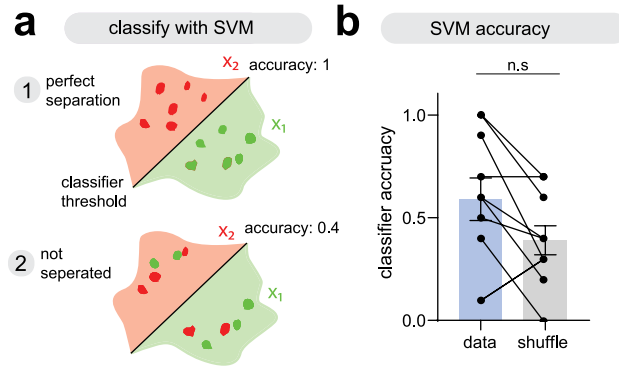 a
classify with SVM
1
perfect
separation
X2
accuracy: 1
X1
classifier
threshold
2
not
seperated
X2
accuracy: 0.4
X1
b
SVM accuracy
n.s
classifier accruacy
1.0
0.5
0.0
data
shuffle